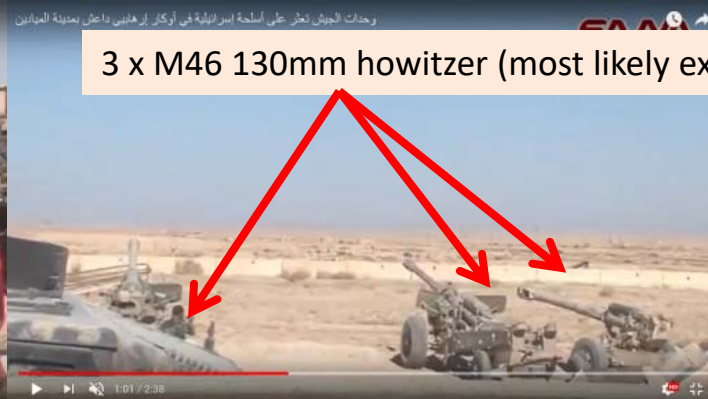 وحدات الجيش تعثر على أسلحة إسرائيلية في أوكار إرهابيي داعش بمدينة الميادين
3 x M46 130mm howitzer (most likely ex
1:01 / 2:38